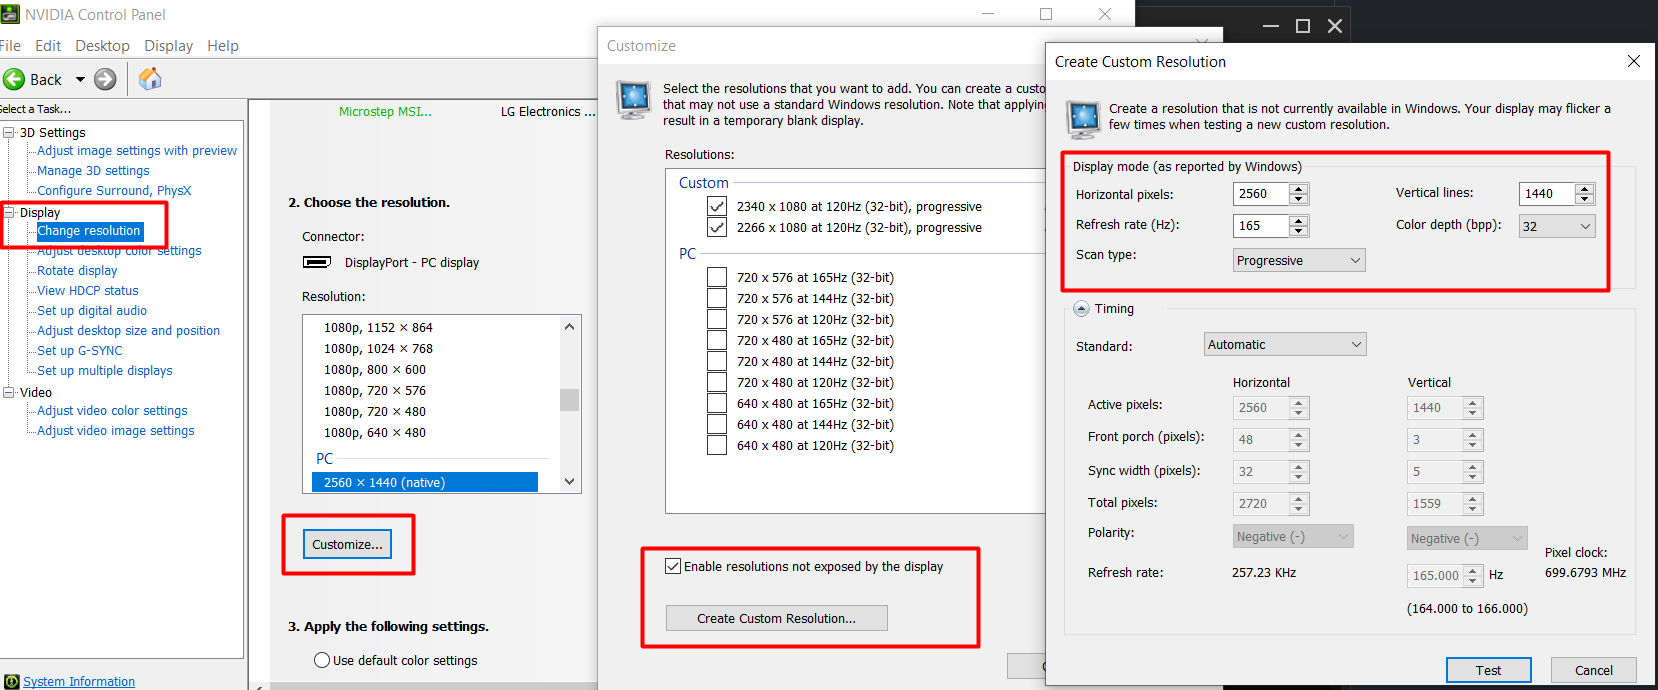 NVIDIA Control Panel
File Edit Desktop Display Help
Back
Select a Task...
3D Settings
Adjust image settings with preview
Manage 3D settings
Configure Surround, PhysX
Display
Change resolution
Adjust desktop color settings
Rotate display
View HDCP status
Set up digital audio
Adjust desktop size and position
Set up G-SYNC
Set up multiple displays
Video
Adjust video color settings
Adjust video image settings
System Information
Microstep MSI... LG Electronics ...
2. Choose the resolution.
Connector:
DisplayPort - PC display
Resolution:
1080p, 1152 × 864
1080p, 1024 × 768
1080p, 800 × 600
1080p, 720 × 576
1080p, 720 × 480
1080p, 640 × 480
PC
2560 × 1440 (native)
Customize...
3. Apply the following settings.
Use default color settings
Customize
Select the resolutions that you want to add. You can create a custo
that may not use a standard Windows resolution. Note that applying
result in a temporary blank display.
Resolutions:
Custom
2340 x 1080 at 120Hz (32-bit), progressive
2266 x 1080 at 120Hz (32-bit), progressive
PC
720 x 576 at 165Hz (32-bit)
720 x 576 at 144Hz (32-bit)
720 x 576 at 120Hz (32-bit)
720 x 480 at 165Hz (32-bit)
720 x 480 at 144Hz (32-bit)
720 x 480 at 120Hz (32-bit)
640 x 480 at 165Hz (32-bit)
640 x 480 at 144Hz (32-bit)
640 x 480 at 120Hz (32-bit)
Enable resolutions not exposed by the display
Create Custom Resolution...
Create Custom Resolution
Create a resolution that is not currently available in Windows. Your display may flicker a
few times when testing a new custom resolution.
Display mode (as reported by Windows)
Horizontal pixels: 2560 Vertical lines: 1440
Refresh rate (Hz): 165 Color depth (bpp): 32
Scan type: Progressive
Timing
Standard: Automatic
Horizontal Vertical
Active pixels: 2560 1440
Front porch (pixels): 48 3
Sync width (pixels): 32 5
Total pixels: 2720 1559
Polarity: Negative (-) Negative (-)
Pixel clock:
Refresh rate: 257.23 KHz 165.000 Hz 699.6793 MHz
(164.000 to 166.000)
Test Cancel